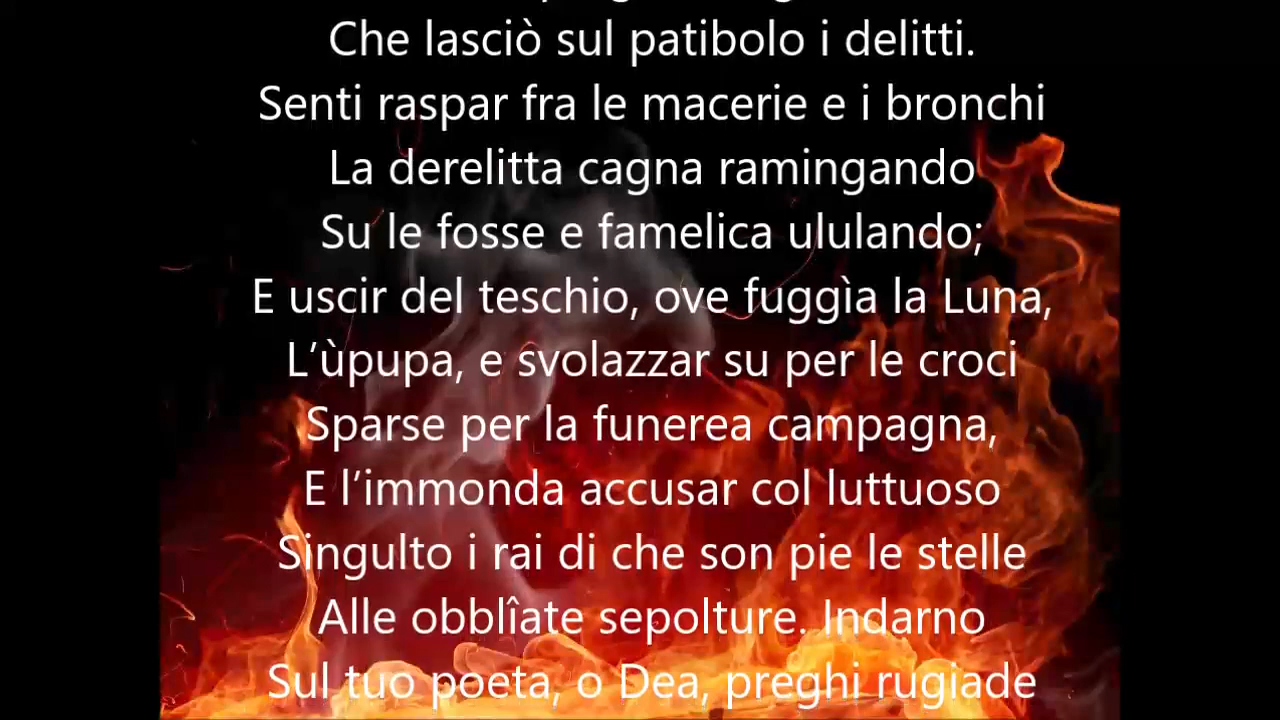 Che lasciò sul patibolo i delitti.
Senti raspar fra le macerie e i bronchi
La derelitta cagna ramingando
Su le fosse e famelica ululando;
E uscir del teschio, ove fuggìa la Luna,
L’ùpupa, e svolazzar su per le croci
Sparse per la funerea campagna,
E l’immonda accusar col luttuoso
Singulto i rai di che son pie le stelle
Alle obblîate sepolture. Indarno
Sul tuo poeta, o Dea, preghi rugiade